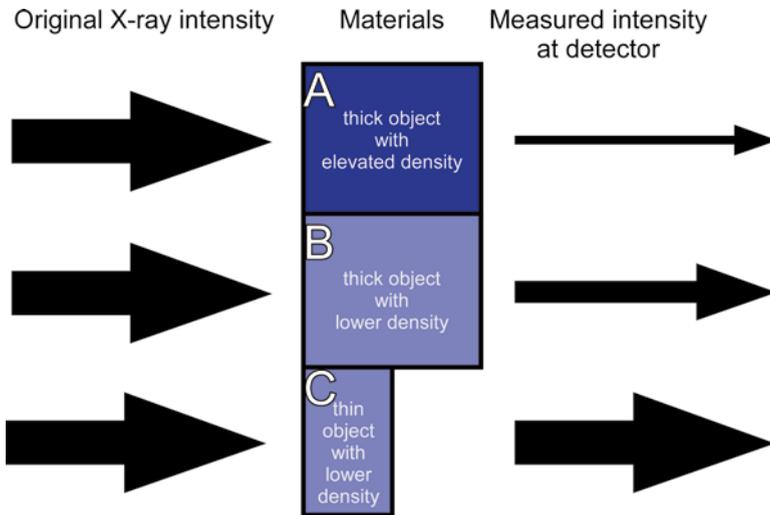 Original X-ray intensity
Materials
Measured intensity
at detector
A
thick object
with
elevated density
B
thick object
with
lower density
C
thin
object
with
lower
density